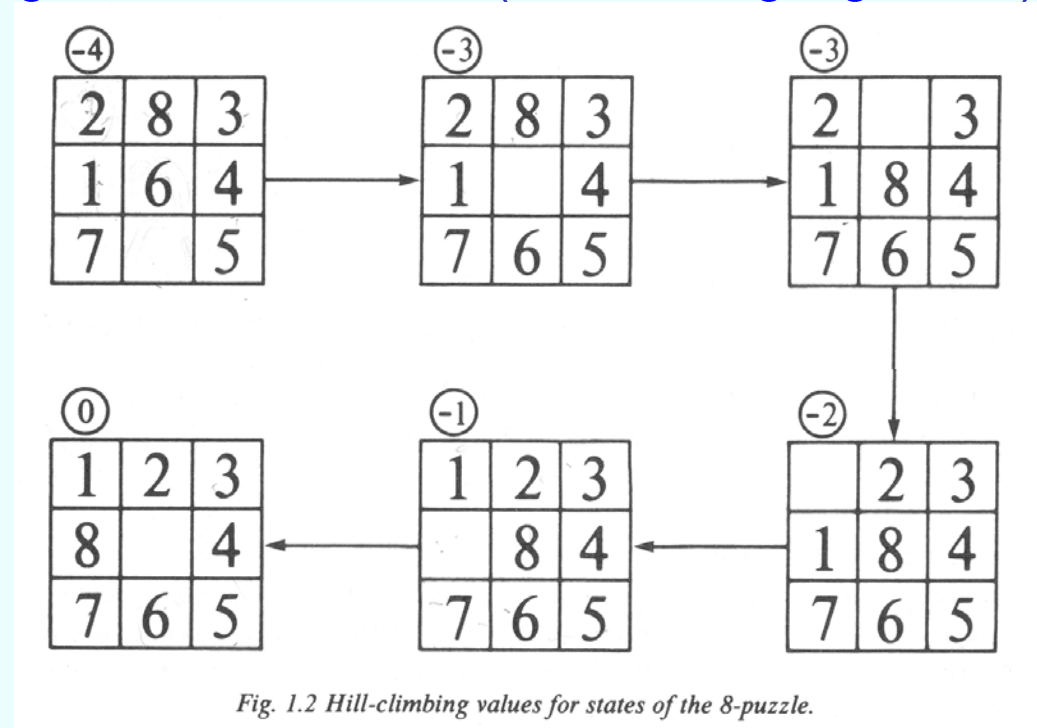 -4 -3 -3
2 8 3 2 8 3 2 3
1 6 4 1 4 1 8 4
7 5 7 6 5 7 6 5
0 -1 -2
1 2 3 1 2 3 2 3
8 4 8 4 1 8 4
7 6 5 7 6 5 7 6 5
Fig. 1.2 Hill-climbing values for states of the 8-puzzle.